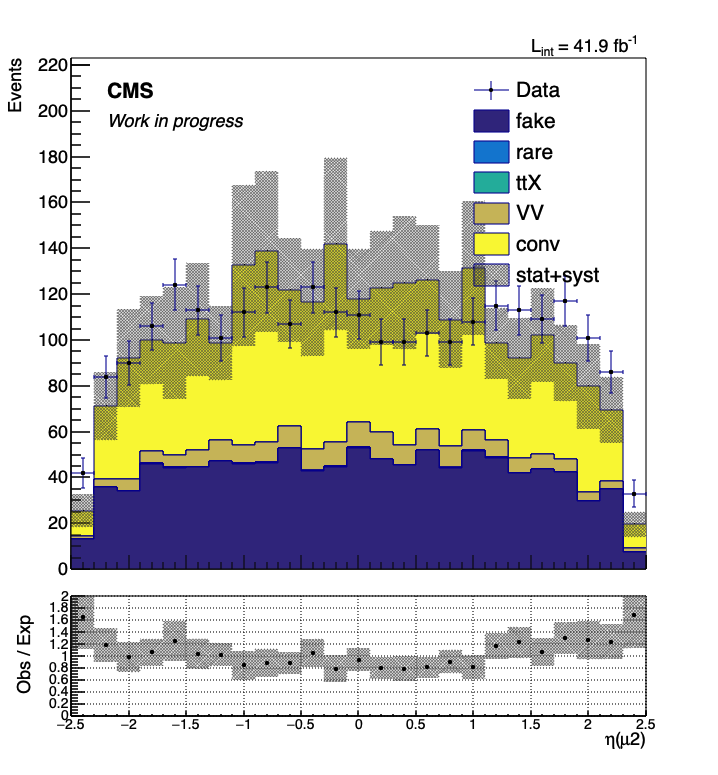 L_int = 41.9 fb⁻¹
Events
220
200
180
160
140
120
100
80
60
40
20
0
CMS
Work in progress
Data
fake
rare
ttX
VV
conv
stat+syst
Obs / Exp
2
1.8
1.6
1.4
1.2
1
0.8
0.6
0.4
0.2
0
−2.5 −2 −1.5 −1 −0.5 0 0.5 1 1.5 2 2.5
η(μ2)